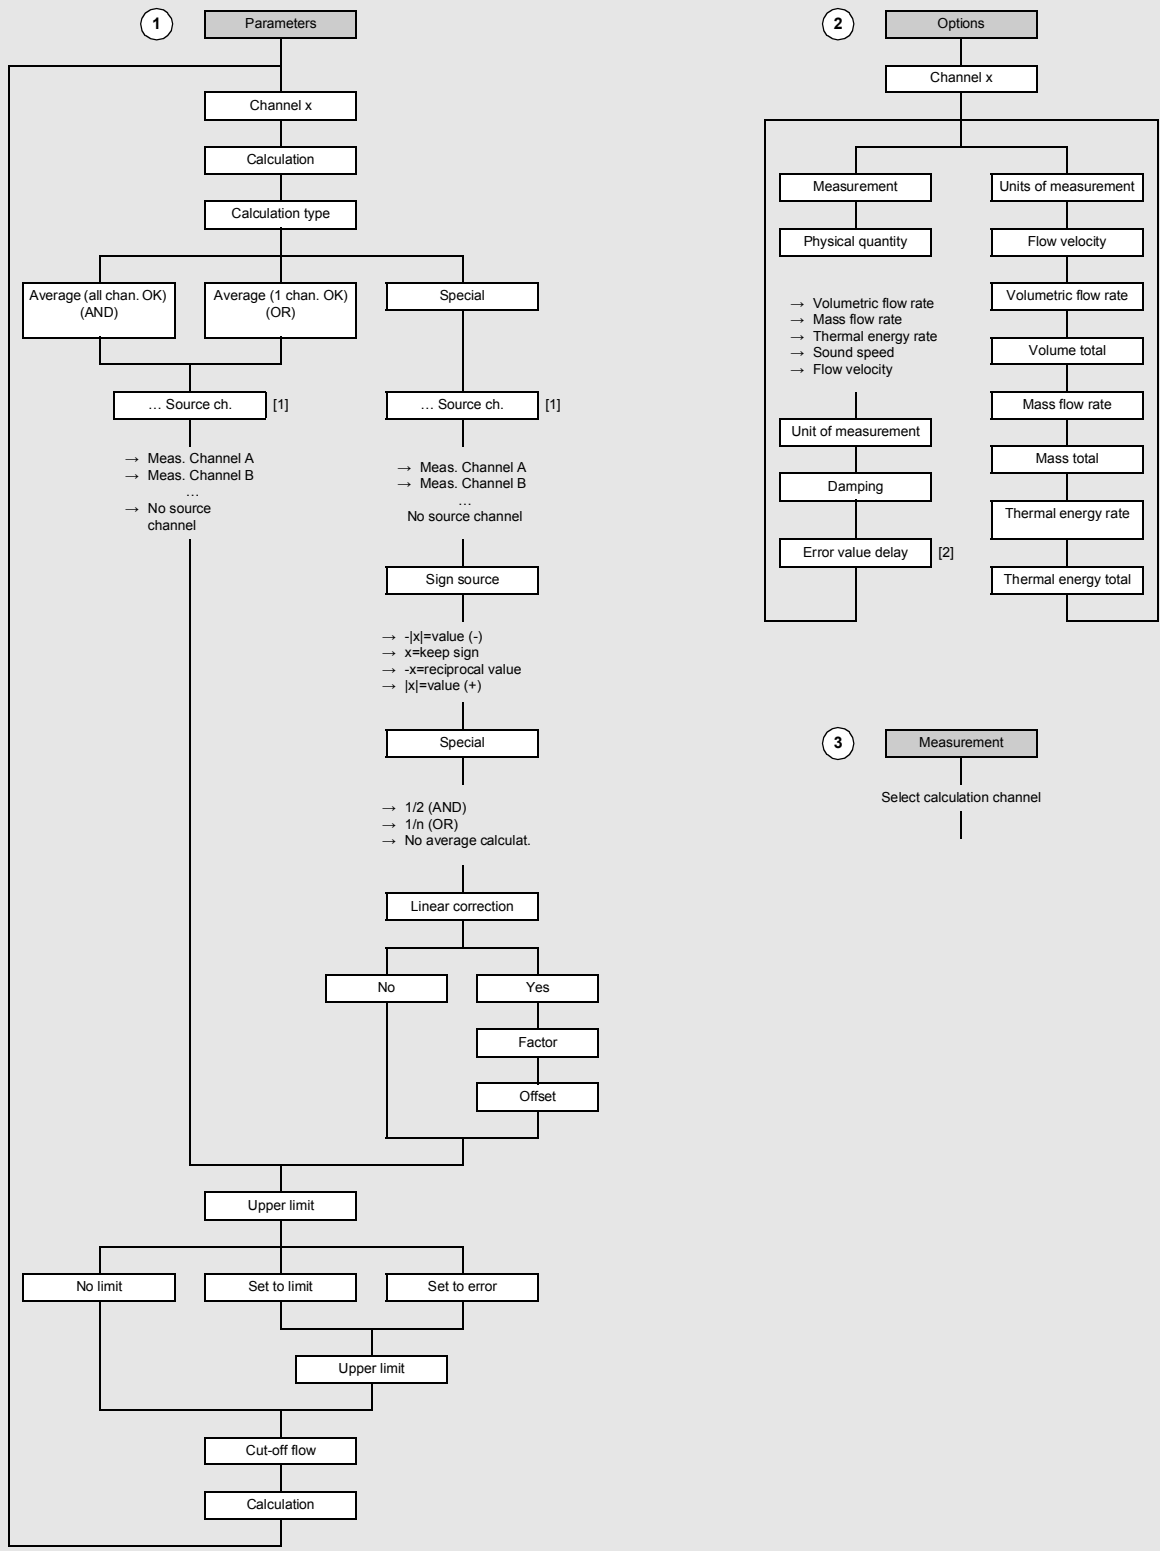 1
Parameters
Channel x
Calculation
Calculation type
Average (all chan. OK)
(AND)
Average (1 chan. OK)
(OR)
Special
… Source ch.
[1]
→ Meas. Channel A
→ Meas. Channel B
…
→ No source
channel
… Source ch.
[1]
→ Meas. Channel A
→ Meas. Channel B
…
No source channel
Sign source
→ -|x|=value (-)
→ x=keep sign
→ -x=reciprocal value
→ |x|=value (+)
Special
→ 1/2 (AND)
→ 1/n (OR)
→ No average calculat.
Linear correction
No
Yes
Factor
Offset
Upper limit
No limit
Set to limit
Set to error
Upper limit
Cut-off flow
Calculation
2
Options
Channel x
Measurement
Physical quantity
→ Volumetric flow rate
→ Mass flow rate
→ Thermal energy rate
→ Sound speed
→ Flow velocity
Unit of measurement
Damping
Error value delay
[2]
Units of measurement
Flow velocity
Volumetric flow rate
Volume total
Mass flow rate
Mass total
Thermal energy rate
Thermal energy total
3
Measurement
Select calculation channel